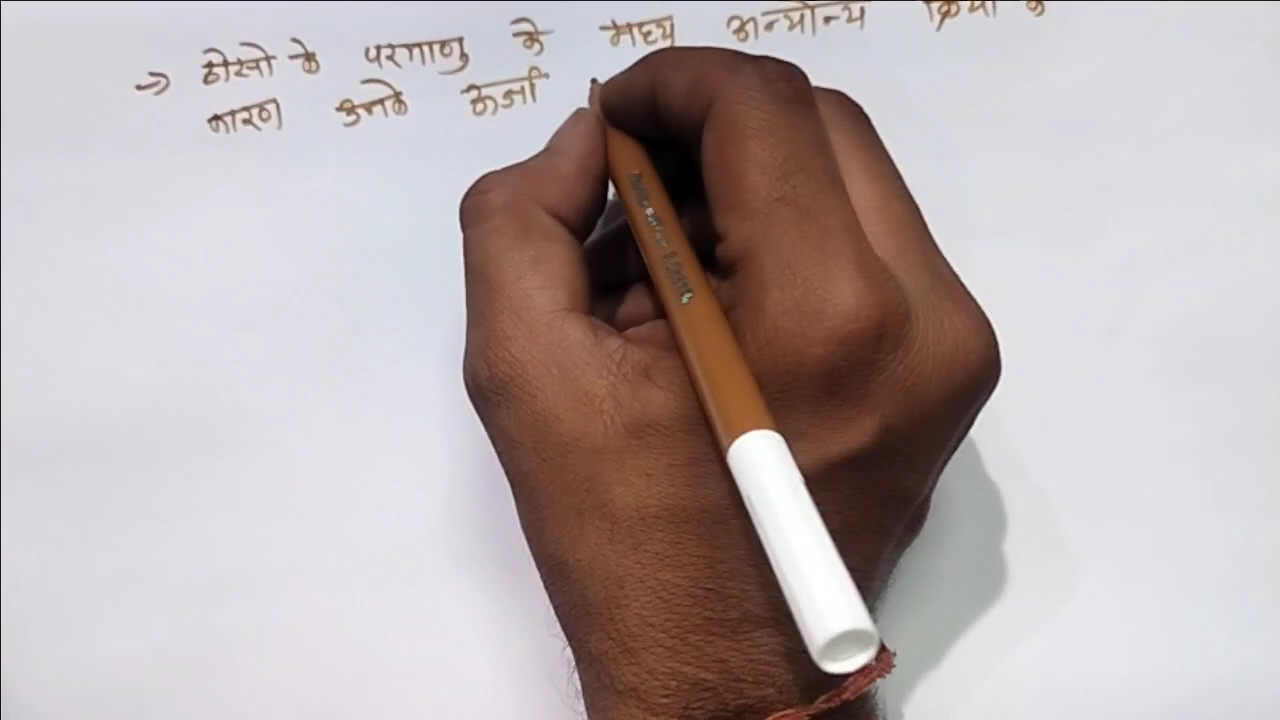 → ठोसो के परमाणु के मध्य अन्योन्य क्रिया के
कारण उनके ऊर्जा